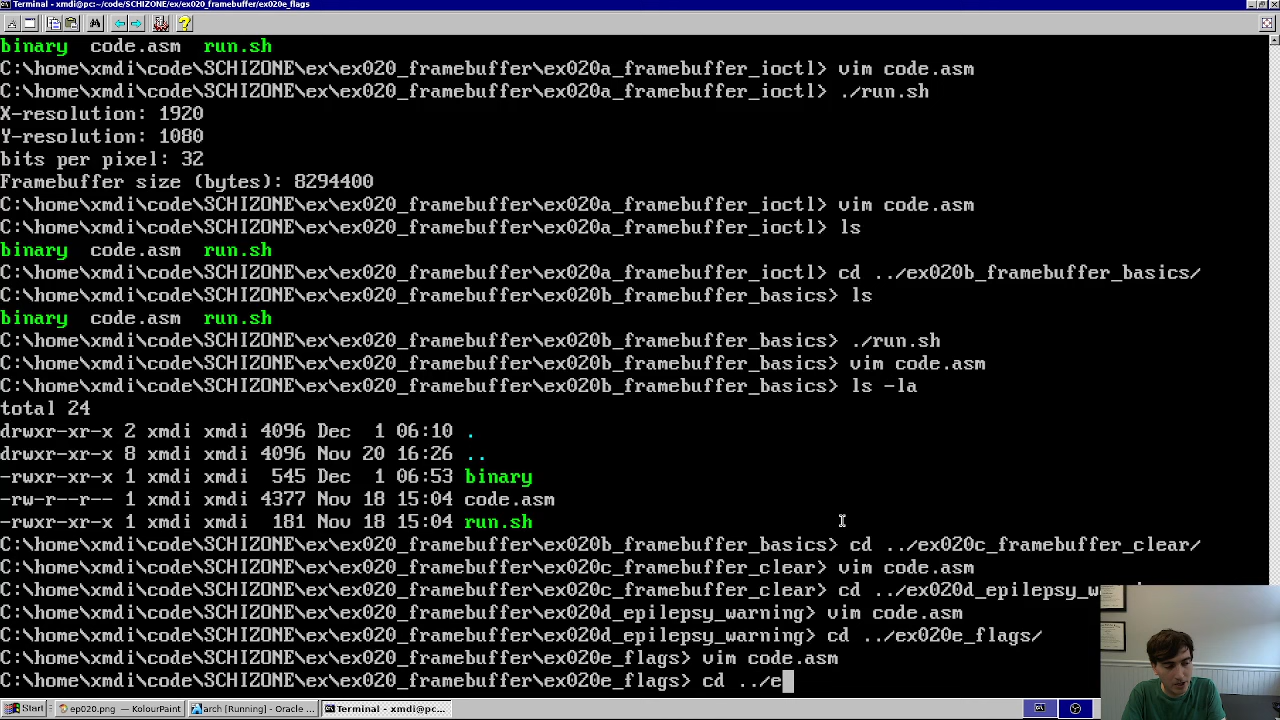 Terminal - xmdi@pc:~/code/SCHIZONE/ex/ex020_framebuffer/ex020e_flags
binary code.asm run.sh
C:\home\xmdi\code\SCHIZONE\ex\ex020_framebuffer\ex020a_framebuffer_ioctl> vim code.asm
C:\home\xmdi\code\SCHIZONE\ex\ex020_framebuffer\ex020a_framebuffer_ioctl> ./run.sh
X-resolution: 1920
Y-resolution: 1080
bits per pixel: 32
Framebuffer size (bytes): 8294400
C:\home\xmdi\code\SCHIZONE\ex\ex020_framebuffer\ex020a_framebuffer_ioctl> vim code.asm
C:\home\xmdi\code\SCHIZONE\ex\ex020_framebuffer\ex020a_framebuffer_ioctl> ls
binary code.asm run.sh
C:\home\xmdi\code\SCHIZONE\ex\ex020_framebuffer\ex020a_framebuffer_ioctl> cd ../ex020b_framebuffer_basics/
C:\home\xmdi\code\SCHIZONE\ex\ex020_framebuffer\ex020b_framebuffer_basics> ls
binary code.asm run.sh
C:\home\xmdi\code\SCHIZONE\ex\ex020_framebuffer\ex020b_framebuffer_basics> ./run.sh
C:\home\xmdi\code\SCHIZONE\ex\ex020_framebuffer\ex020b_framebuffer_basics> vim code.asm
C:\home\xmdi\code\SCHIZONE\ex\ex020_framebuffer\ex020b_framebuffer_basics> ls -la
total 24
drwxr-xr-x 2 xmdi xmdi 4096 Dec 1 06:10 .
drwxr-xr-x 8 xmdi xmdi 4096 Nov 20 16:26 ..
-rwxr-xr-x 1 xmdi xmdi 545 Dec 1 06:53 binary
-rw-r--r-- 1 xmdi xmdi 4377 Nov 18 15:04 code.asm
-rwxr-xr-x 1 xmdi xmdi 181 Nov 18 15:04 run.sh
C:\home\xmdi\code\SCHIZONE\ex\ex020_framebuffer\ex020b_framebuffer_basics> cd ../ex020c_framebuffer_clear/
C:\home\xmdi\code\SCHIZONE\ex\ex020_framebuffer\ex020c_framebuffer_clear> vim code.asm
C:\home\xmdi\code\SCHIZONE\ex\ex020_framebuffer\ex020c_framebuffer_clear> cd ../ex020d_epilepsy_w
C:\home\xmdi\code\SCHIZONE\ex\ex020_framebuffer\ex020d_epilepsy_warning> vim code.asm
C:\home\xmdi\code\SCHIZONE\ex\ex020_framebuffer\ex020d_epilepsy_warning> cd ../ex020e_flags/
C:\home\xmdi\code\SCHIZONE\ex\ex020_framebuffer\ex020e_flags> vim code.asm
C:\home\xmdi\code\SCHIZONE\ex\ex020_framebuffer\ex020e_flags> cd ../e
Start ep020.png — KolourPaint arch [Running] - Oracle ... Terminal - xmdi@pc:...